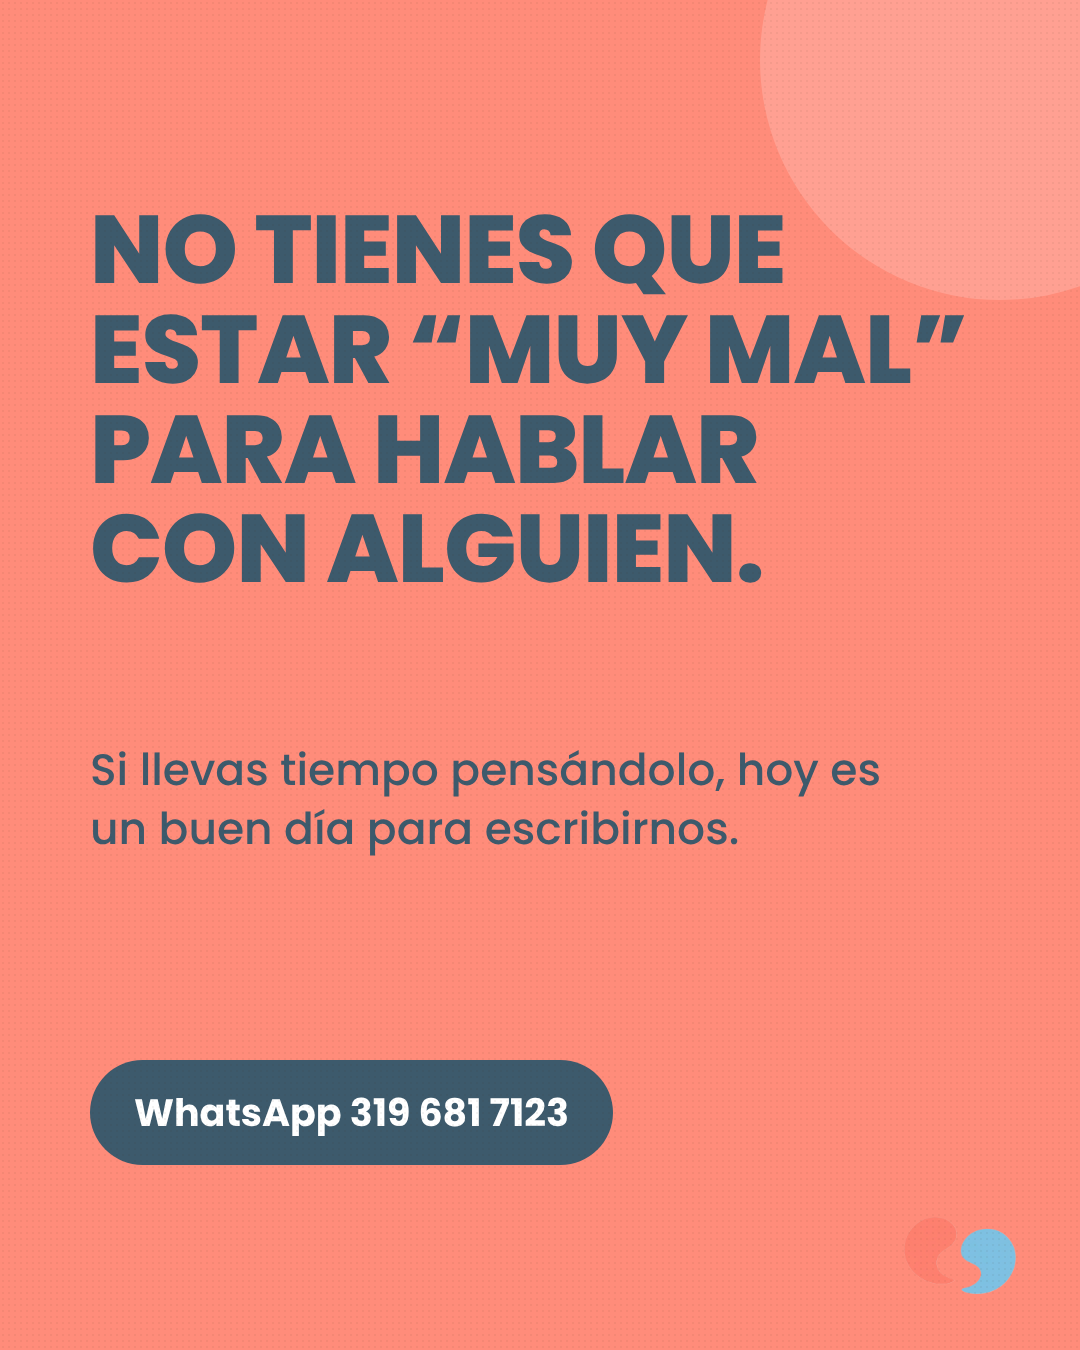 NO TIENES QUE
ESTAR “MUY MAL”
PARA HABLAR
CON ALGUIEN.
Si llevas tiempo pensándolo, hoy es
un buen día para escribirnos.
WhatsApp 319 681 7123